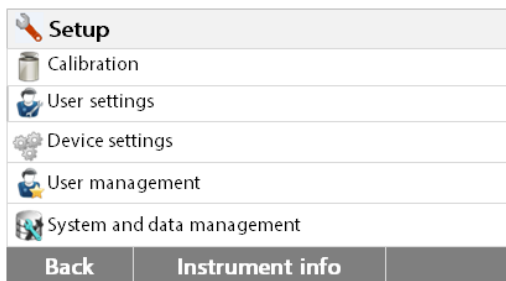 Setup
Calibration
User settings
Device settings
User management
System and data management
Back Instrument info